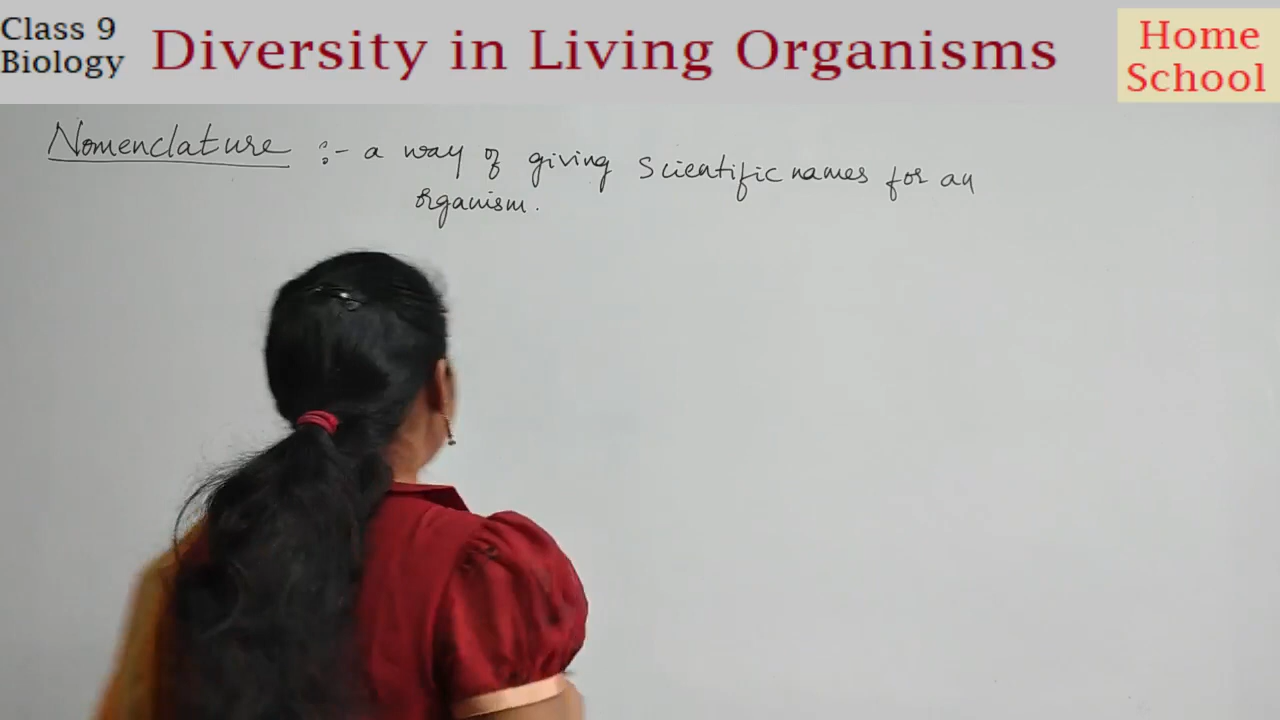 Class 9
Biology
Diversity in Living Organisms
Home
School
Nomenclature :- a way of giving Scientific names for an
organism.